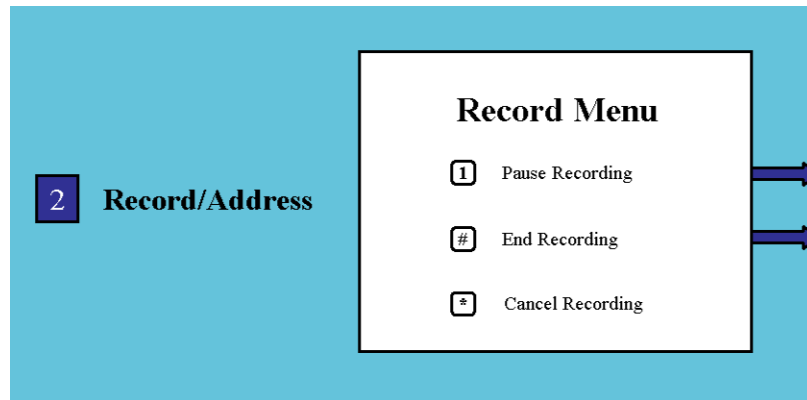 2 Record/Address
Record Menu
1 Pause Recording
# End Recording
* Cancel Recording